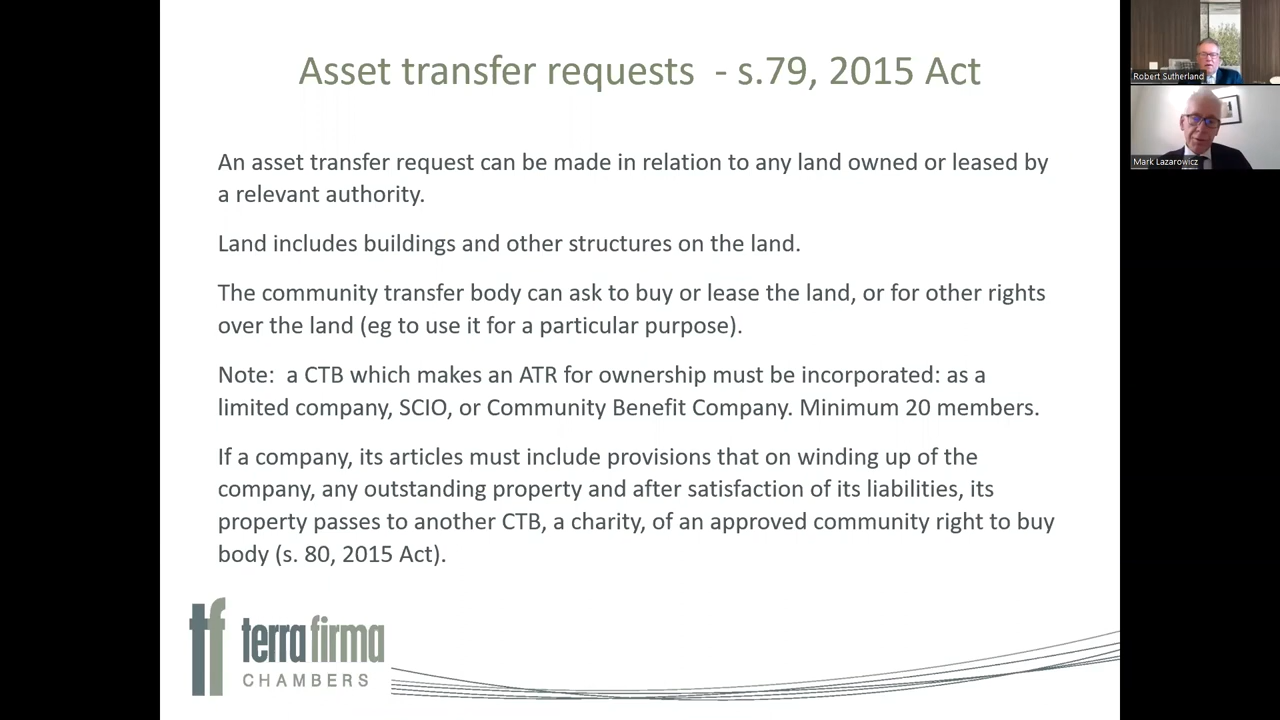 Asset transfer requests - s.79, 2015 Act
An asset transfer request can be made in relation to any land owned or leased by
a relevant authority.
Land includes buildings and other structures on the land.
The community transfer body can ask to buy or lease the land, or for other rights
over the land (eg to use it for a particular purpose).
Note: a CTB which makes an ATR for ownership must be incorporated: as a
limited company, SCIO, or Community Benefit Company. Minimum 20 members.
If a company, its articles must include provisions that on winding up of the
company, any outstanding property and after satisfaction of its liabilities, its
property passes to another CTB, a charity, of an approved community right to buy
body (s. 80, 2015 Act).
tf terra firma
CHAMBERS
Robert Sutherland
Mark Lazarowicz